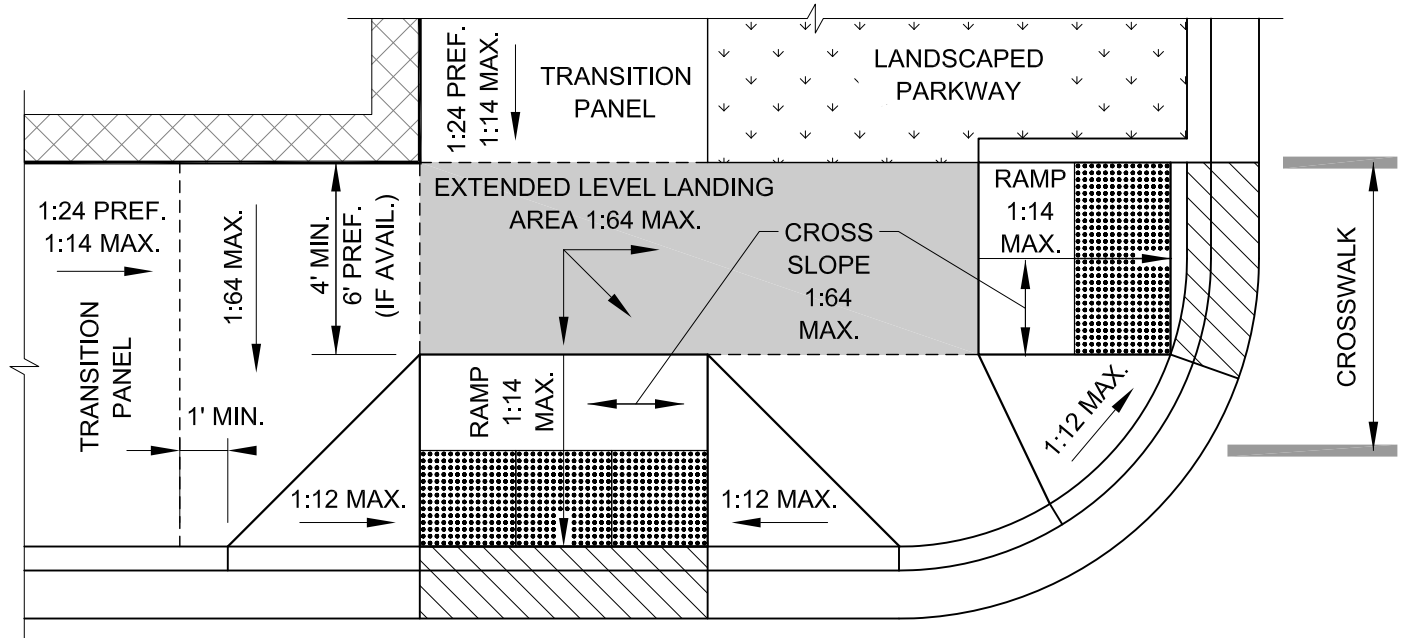 1:24 PREF.
1:14 MAX.
TRANSITION
PANEL
LANDSCAPED
PARKWAY
1:24 PREF.
1:14 MAX.
1:64 MAX.
4' MIN.
6' PREF.
(IF AVAIL.)
EXTENDED LEVEL LANDING
AREA 1:64 MAX.
CROSS
SLOPE
1:64
MAX.
RAMP
1:14
MAX.
CROSSWALK
TRANSITION
PANEL
1' MIN.
RAMP
1:14
MAX.
1:12 MAX.
1:12 MAX.
1:12 MAX.